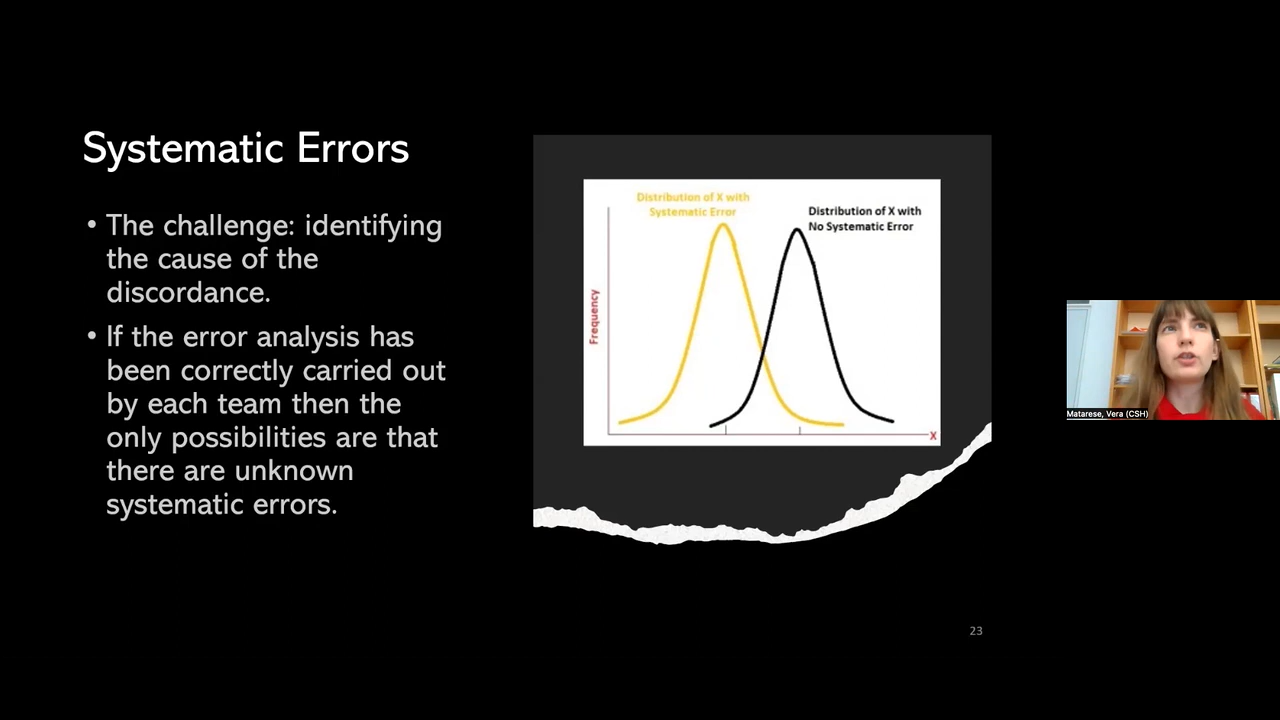 Systematic Errors
• The challenge: identifying
the cause of the
discordance.
• If the error analysis has
been correctly carried out
by each team then the
only possibilities are that
there are unknown
systematic errors.
Distribution of X with
Systematic Error
Distribution of X with
No Systematic Error
Frequency
X
Matarese, Vera (CSH)
23